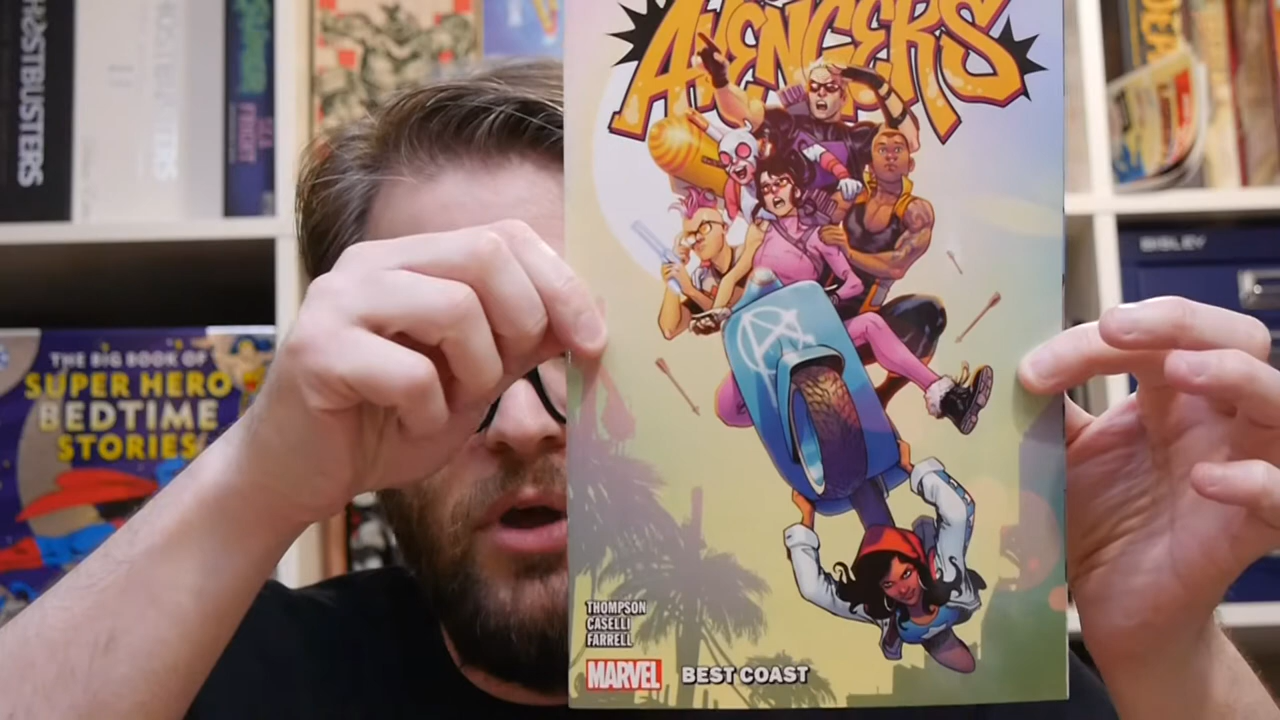 AVENGERS
THOMPSON
CASELLI
FARRELL
MARVEL
BEST COAST
THE BIG BOOK OF
SUPER HERO
BEDTIME
STORIES
GHOSTBUSTERS
BISLEY